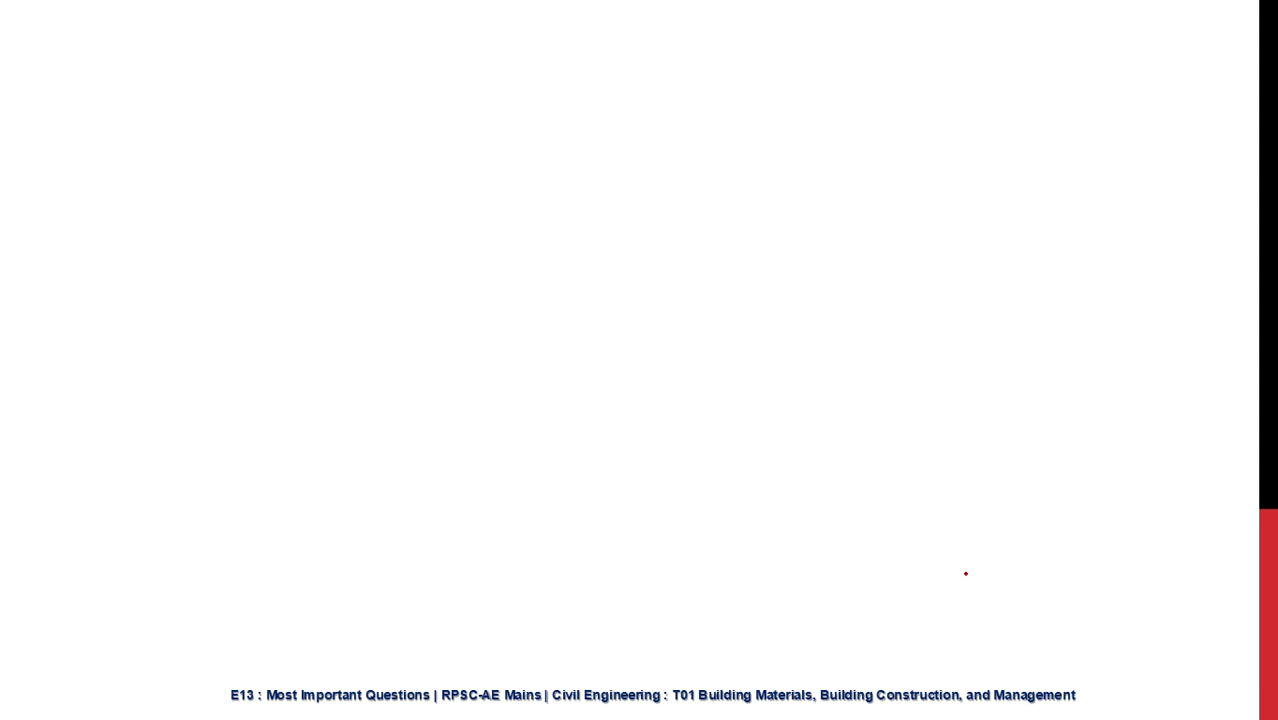 E13 : Most Important Questions | RPSC-AE Mains | Civil Engineering : T01 Building Materials, Building Construction, and Management